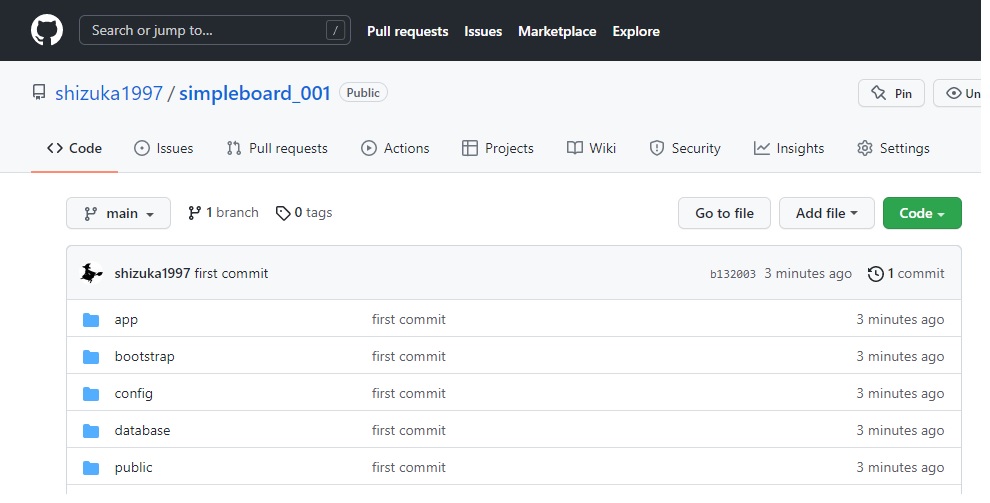 Search or jump to... / Pull requests Issues Marketplace Explore
shizuka1997 / simpleboard_001 Public Pin Un
Code Issues Pull requests Actions Projects Wiki Security Insights Settings
main 1 branch 0 tags Go to file Add file Code
shizuka1997 first commit b132003 3 minutes ago 1 commit
app first commit 3 minutes ago
bootstrap first commit 3 minutes ago
config first commit 3 minutes ago
database first commit 3 minutes ago
public first commit 3 minutes ago